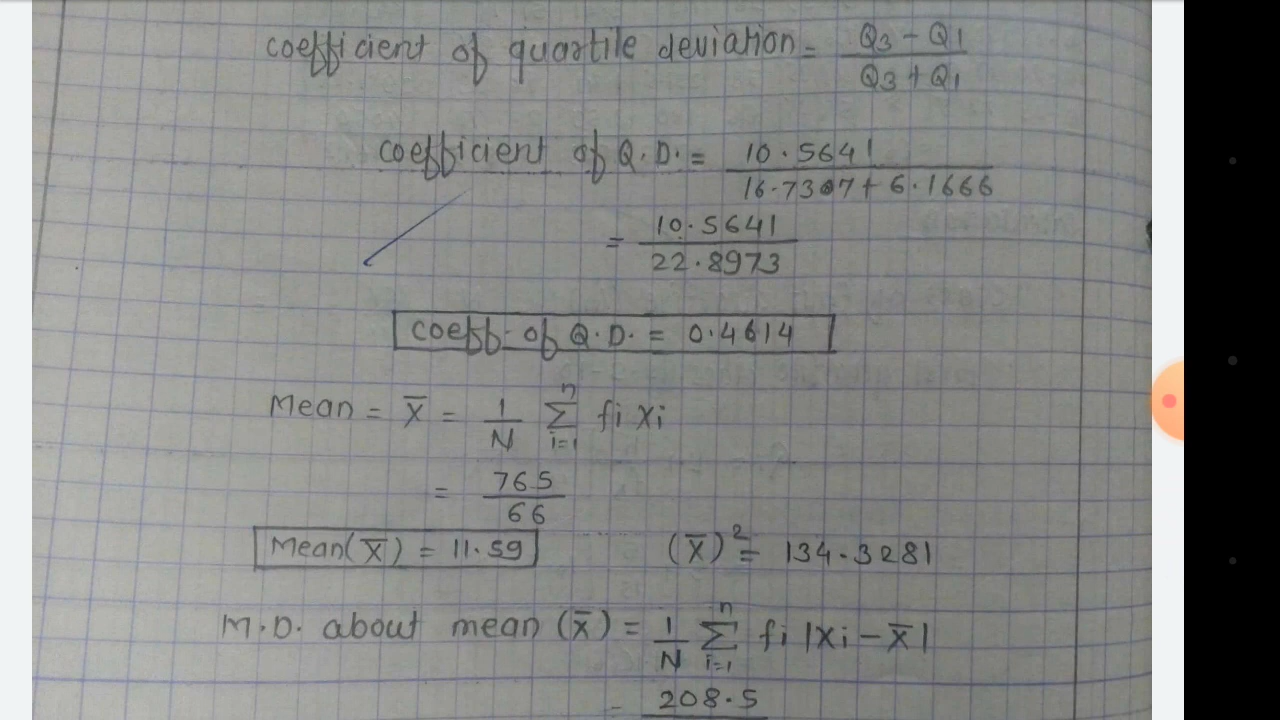 coefficient of quartile deviation = Q3 - Q1 / Q3 + Q1
coefficient of Q.D. = 10.5641 / 16.7307 + 6.1666
= 10.5641 / 22.8973
coeff. of Q.D. = 0.4614
Mean = x̄ = 1/N Σ i=1 n fi xi
= 765 / 66
Mean(x̄) = 11.59 (x̄)² = 134.3281
M.D. about mean (x̄) = 1/N Σ i=1 n fi |xi - x̄|
= 208.5